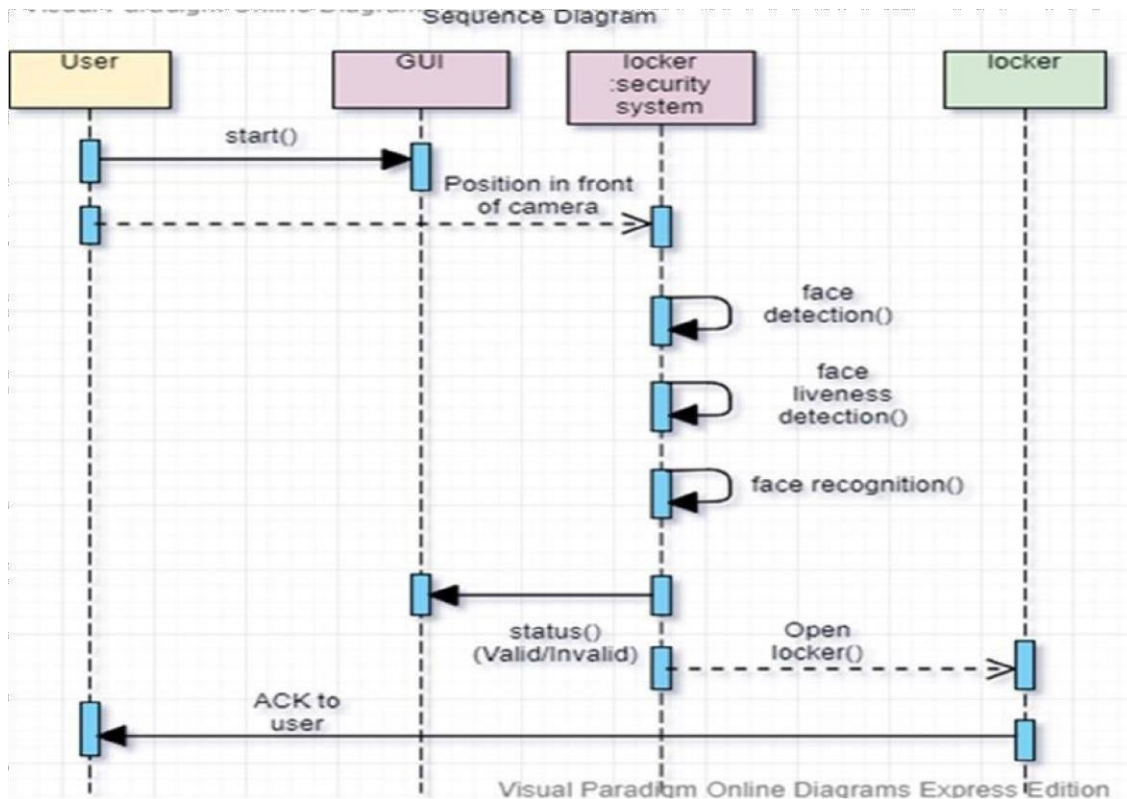 Sequence Diagram
User
GUI
locker
:security
system
locker
start()
Position in front
of camera
face
detection()
face
liveness
detection()
face recognition()
status()
(Valid/Invalid)
Open
locker()
ACK to
user
Visual Paradigm Online Diagrams Express Edition